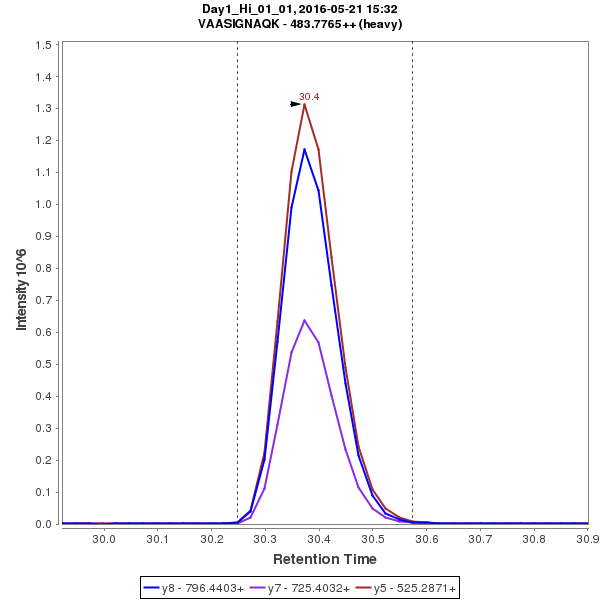 Day1_Hi_01_01, 2016-05-21 15:32
VAASIGNAQK - 483.7765++ (heavy)
Intensity 10^6
1.5
1.4
1.3
1.2
1.1
1.0
0.9
0.8
0.7
0.6
0.5
0.4
0.3
0.2
0.1
0.0
30.4
30.0 30.1 30.2 30.3 30.4 30.5 30.6 30.7 30.8 30.9
Retention Time
y8 - 796.4403+ y7 - 725.4032+ y5 - 525.2871+